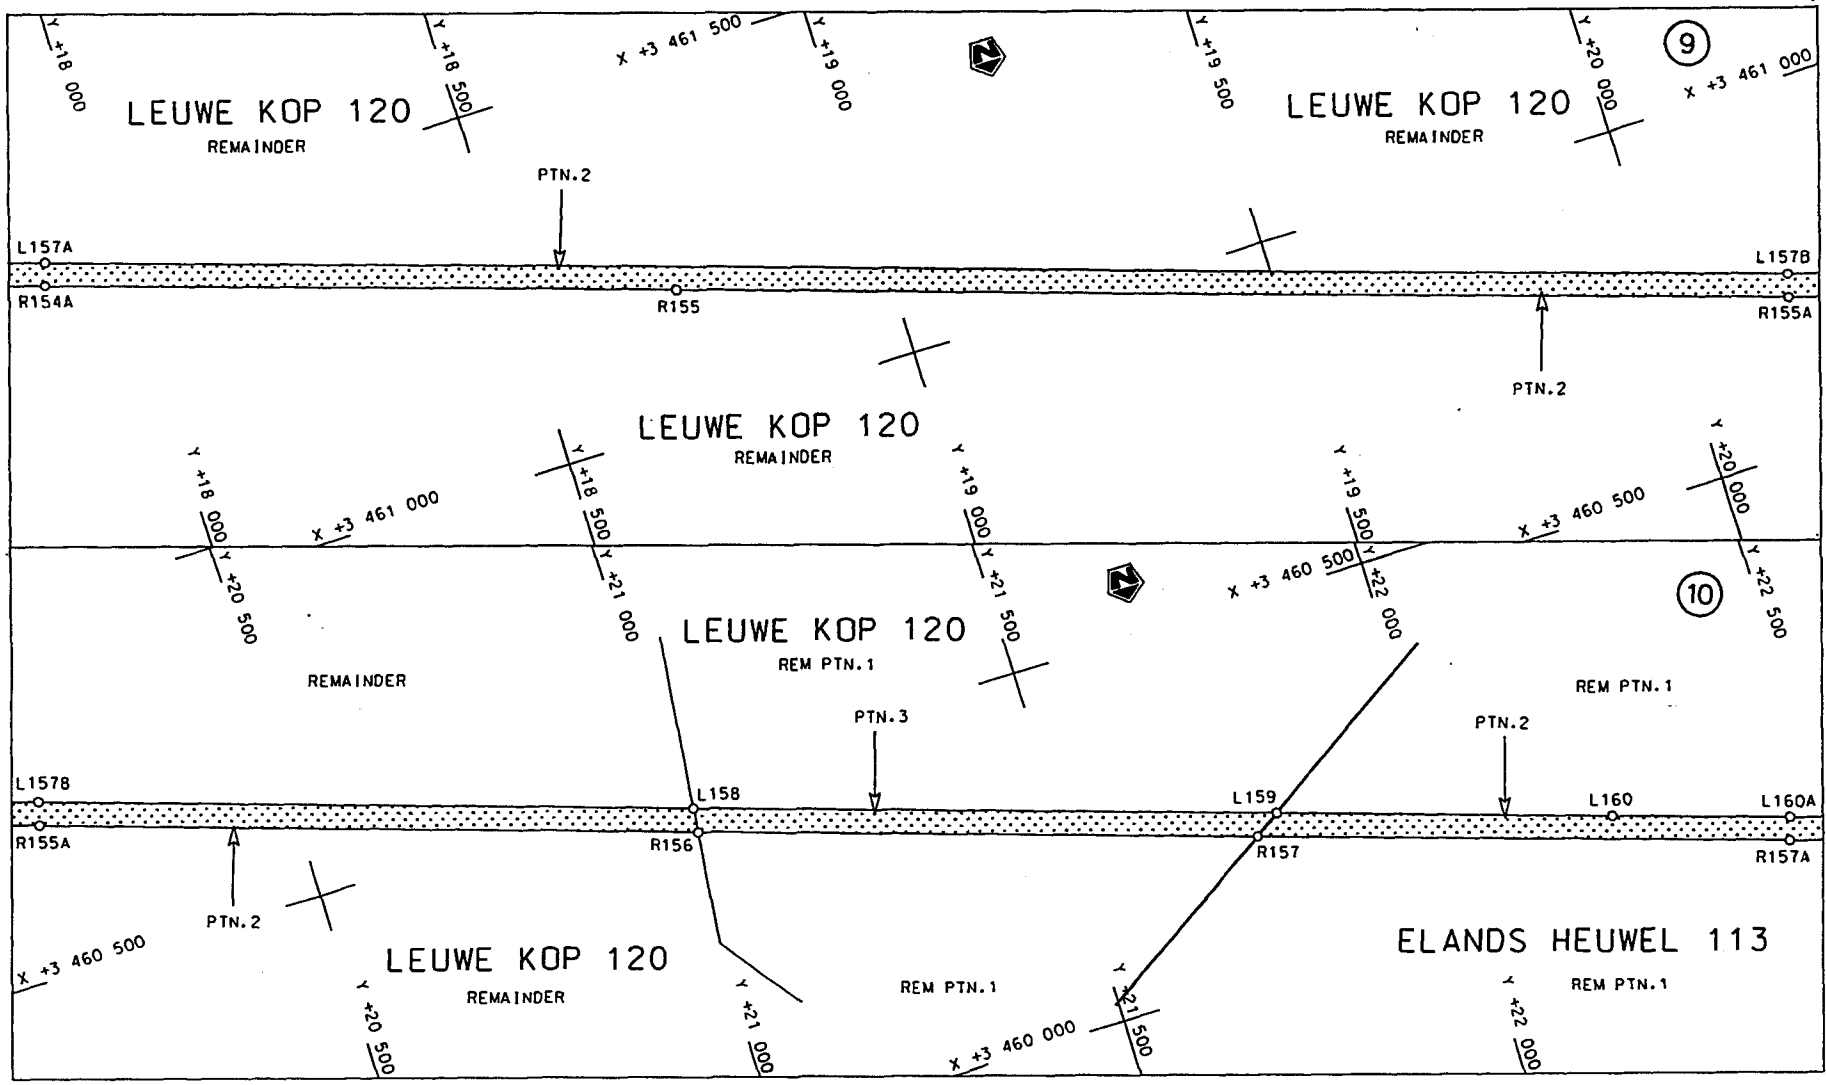 Y +18 000
Y +18 500
X +3 461 500
Y +19 000
N
Y +19 500
Y +20 000
9
X +3 461 000
LEUWE KOP 120
REMAINDER
LEUWE KOP 120
REMAINDER
PTN.2
L157A
L157B
R154A
R155
R155A
PTN.2
LEUWE KOP 120
REMAINDER
Y +18 000
X +3 461 000
Y +18 500
Y +19 000
Y +19 500
X +3 460 500
Y +20 000
Y +20 500
Y +21 000
Y +21 500
N
X +3 460 500
Y +22 000
10
Y +22 500
LEUWE KOP 120
REM PTN.1
REMAINDER
REM PTN.1
PTN.3
PTN.2
L157B
L158
L159
L160
L160A
R155A
R156
R157
R157A
PTN.2
X +3 460 500
LEUWE KOP 120
REMAINDER
REM PTN.1
ELANDS HEUWEL 113
REM PTN.1
Y +20 500
Y +21 000
X +3 460 000
Y +21 500
Y +22 000